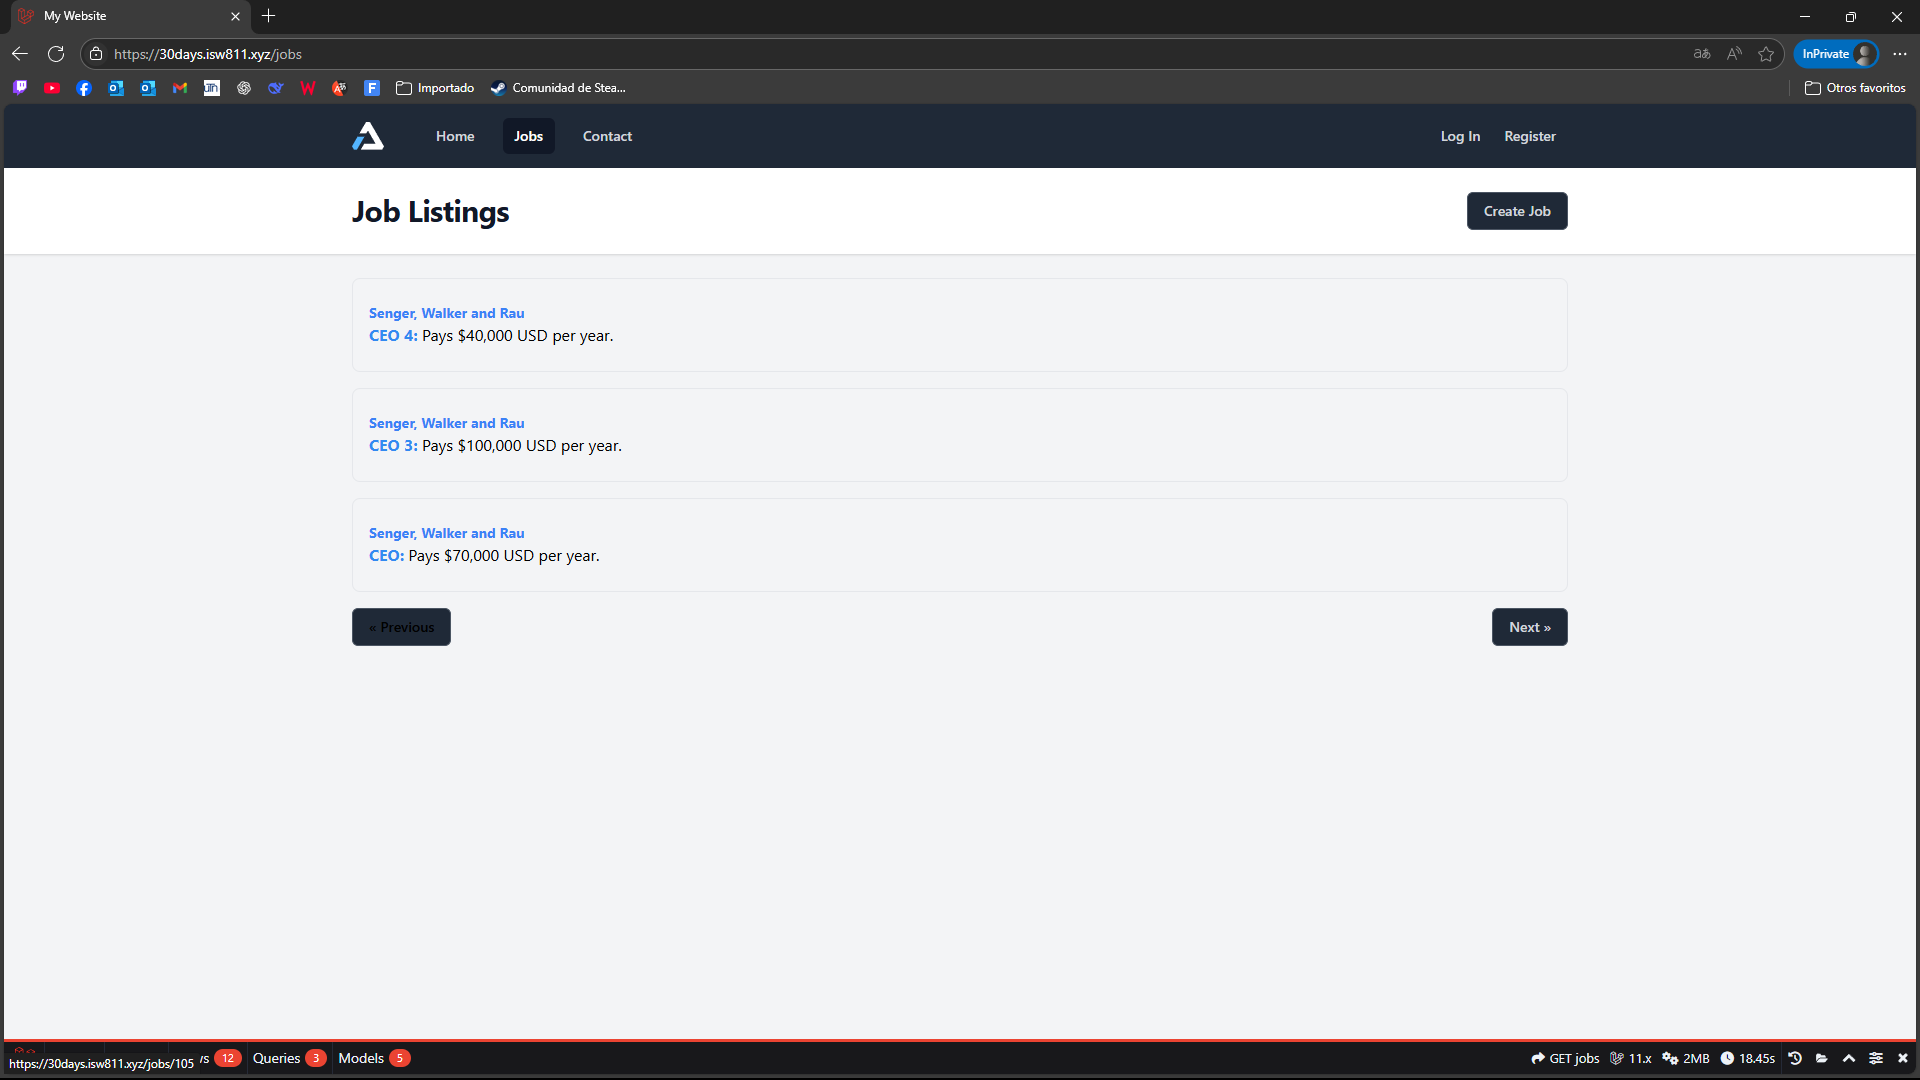 My Website
https://30days.isw811.xyz/jobs
InPrivate
Importado
Comunidad de Stea...
Otros favoritos
Home
Jobs
Contact
Log In
Register
Job Listings
Create Job
Senger, Walker and Rau
CEO 4: Pays $40,000 USD per year.
Senger, Walker and Rau
CEO 3: Pays $100,000 USD per year.
Senger, Walker and Rau
CEO: Pays $70,000 USD per year.
« Previous
Next »
https://30days.isw811.xyz/jobs/105
12
Queries 3
Models 5
GET jobs
11.x
2MB
18.45s